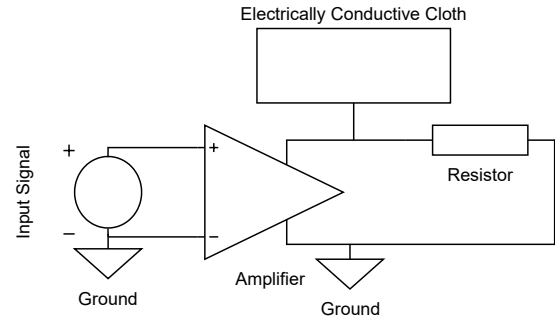 Electrically Conductive Cloth
+
+
Resistor
Input Signal
−
−
Amplifier
Ground
Ground